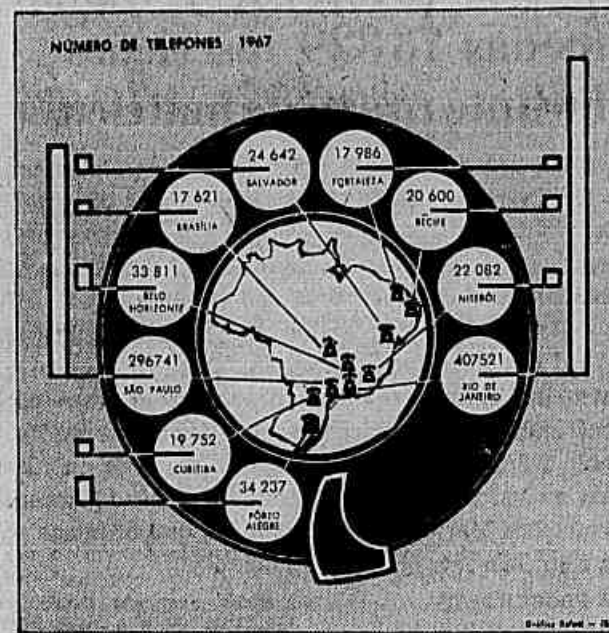 NÚMERO DE TELEFONES 1967
24 642
SALVADOR
17 986
FORTALEZA
17 621
BRASÍLIA
20 600
RECIFE
33 811
BELO
HORIZONTE
22 082
NITERÓI
296741
SÃO PAULO
407521
RIO DE
JANEIRO
19 752
CURITIBA
34 237
PÔRTO
ALEGRE